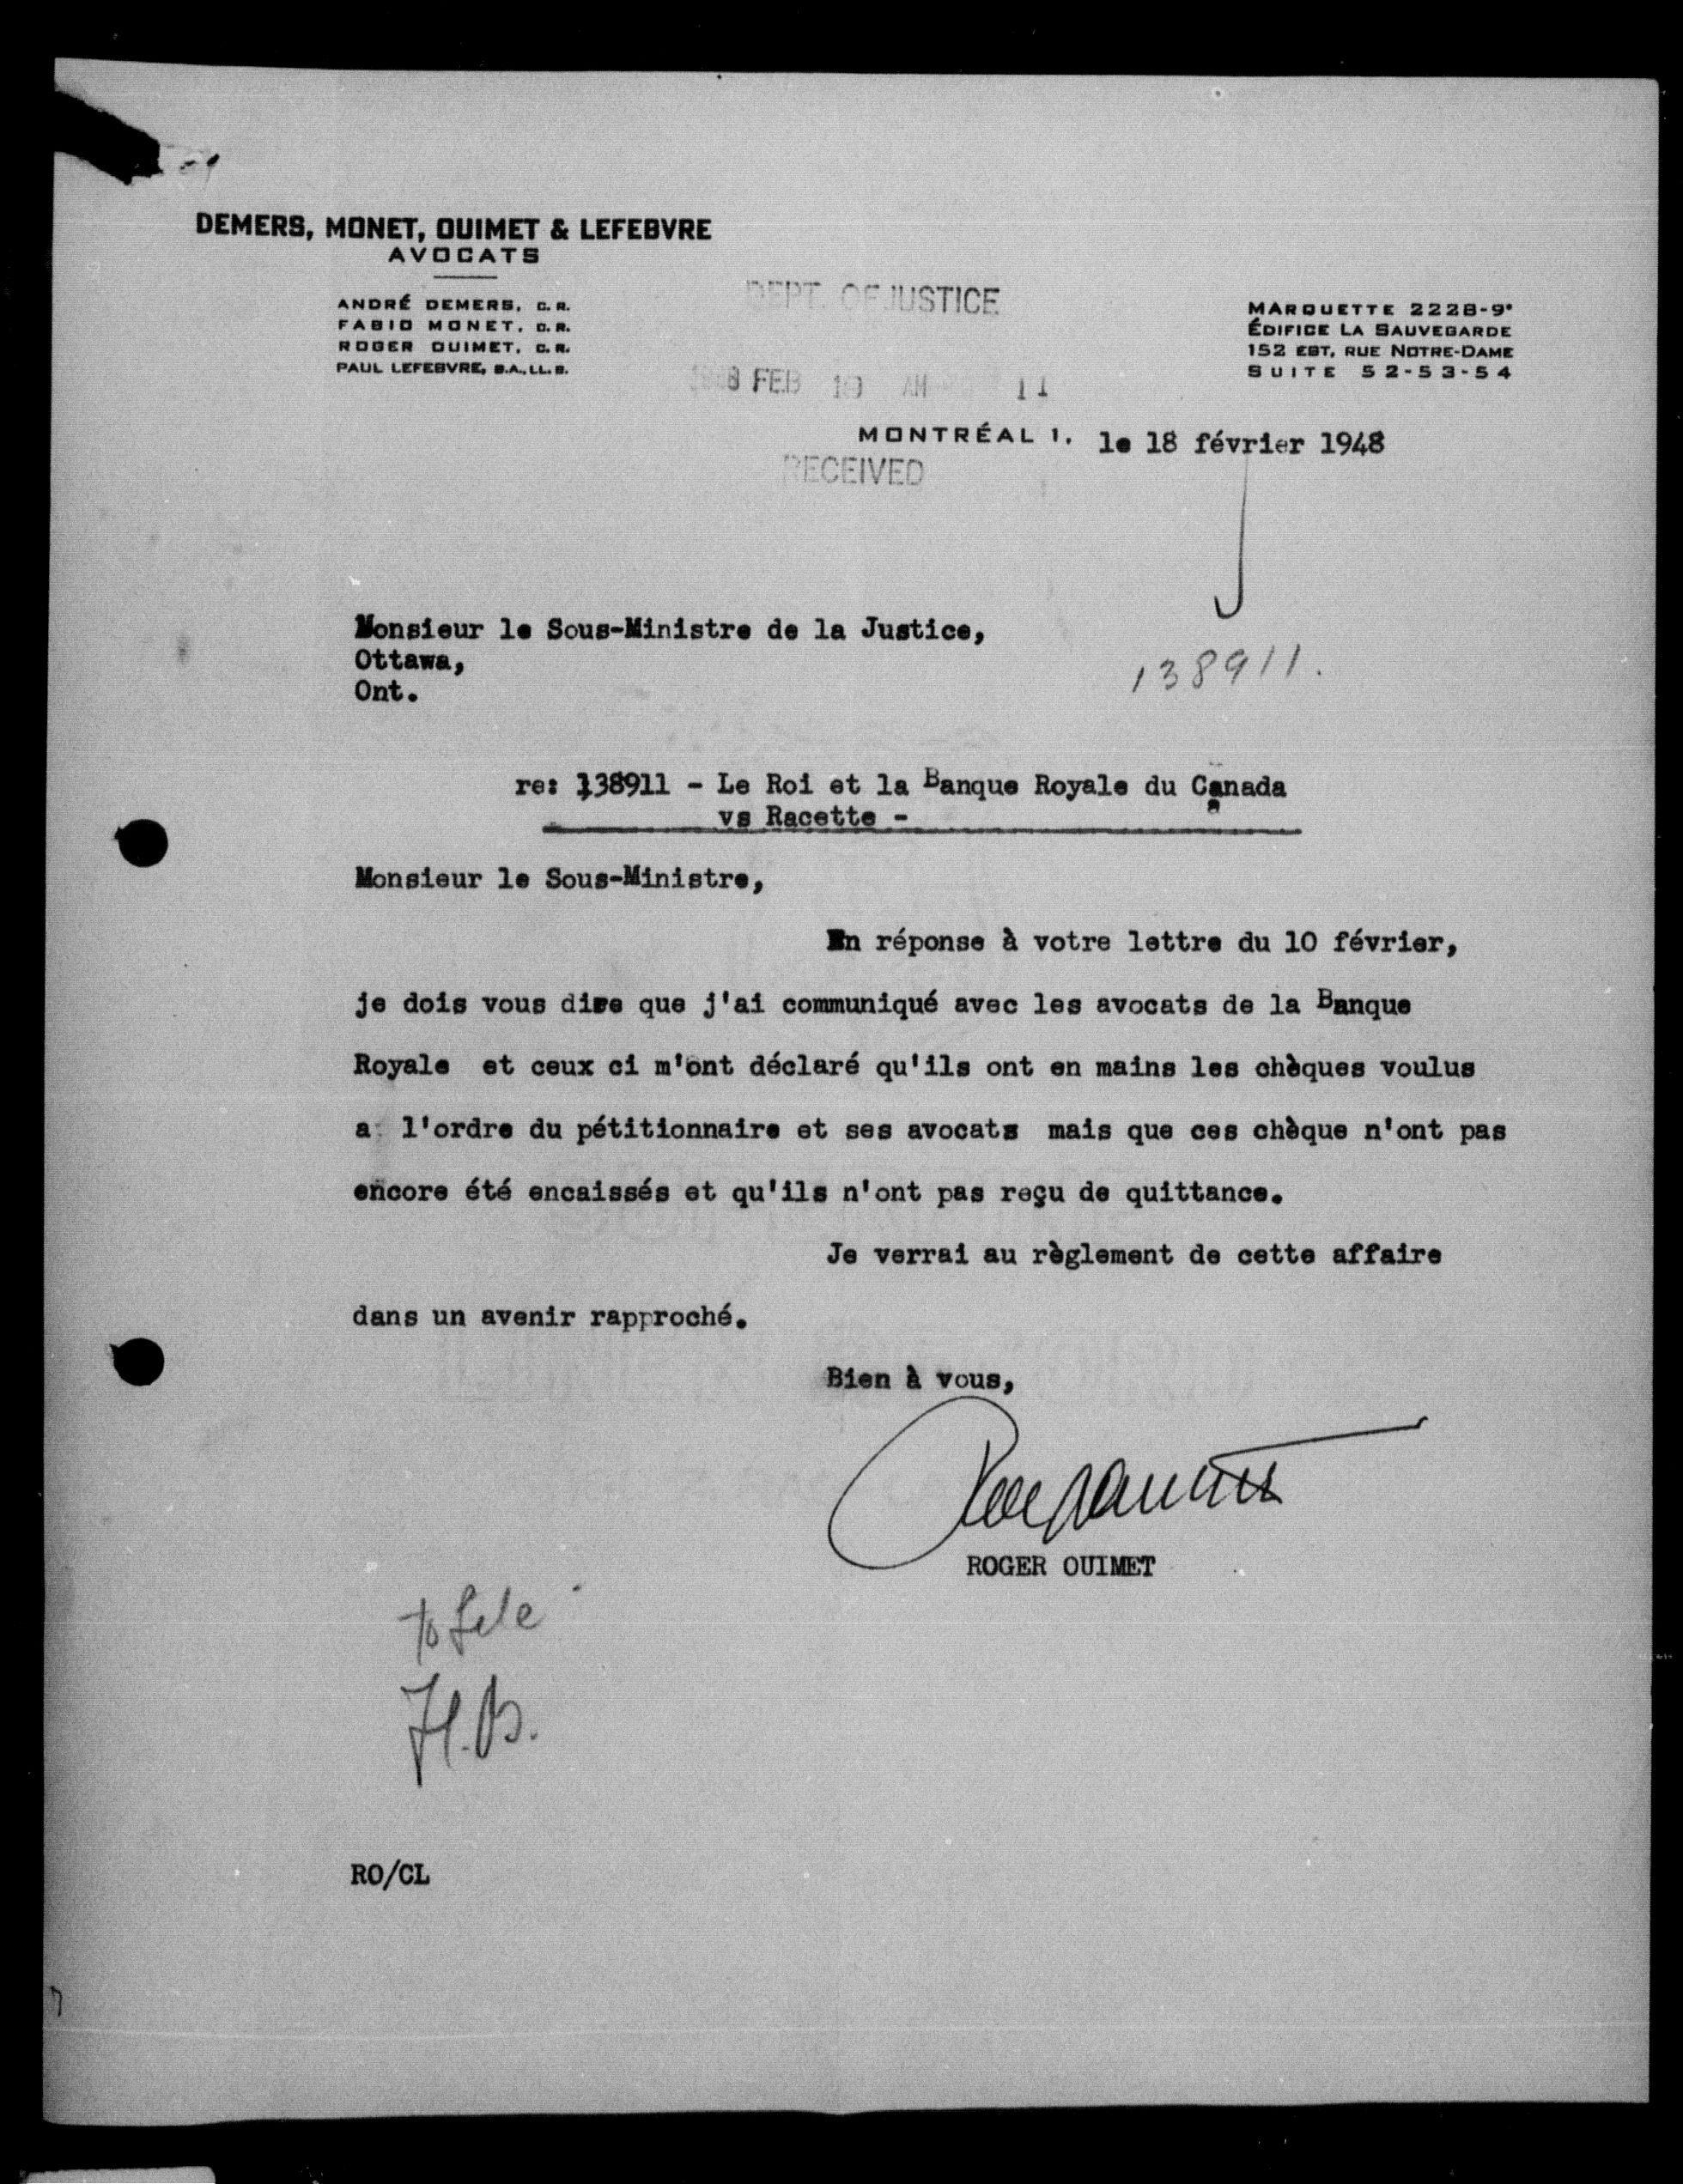 DEMERS, MONET, OUIMET & LEFEBVRE
AVOCATS
ANDRÉ DEMERS, C. R.
FABIO MONET, C. R.
ROGER OUIMET, C. R.
PAUL LEFEBVRE, B.A., LL. B.
DEPT. OF JUSTICE
FEB 19 AM 11
RECEIVED
MARQUETTE 2228-9*
ÉDIFICE LA SAUVEGARDE
152 EST, RUE NOTRE-DAME
SUITE 52-53-54
MONTRÉAL 1, le 18 février 1948
Monsieur le Sous-Ministre de la Justice,
Ottawa,
Ont.
138911.
re: 138911 - Le Roi et la Banque Royale du Canada
vs Racette -
Monsieur le Sous-Ministre,
En réponse à votre lettre du 10 février,
je dois vous dire que j'ai communiqué avec les avocats de la Banque
Royale et ceux ci m'ont déclaré qu'ils ont en mains les chèques voulus
a l'ordre du pétitionnaire et ses avocats mais que ces chèque n'ont pas
encore été encaissés et qu'ils n'ont pas reçu de quittance.
Je verrai au règlement de cette affaire
dans un avenir rapproché.
Bien à vous,
ROGER OUIMET
to file
H.B.
RO/CL